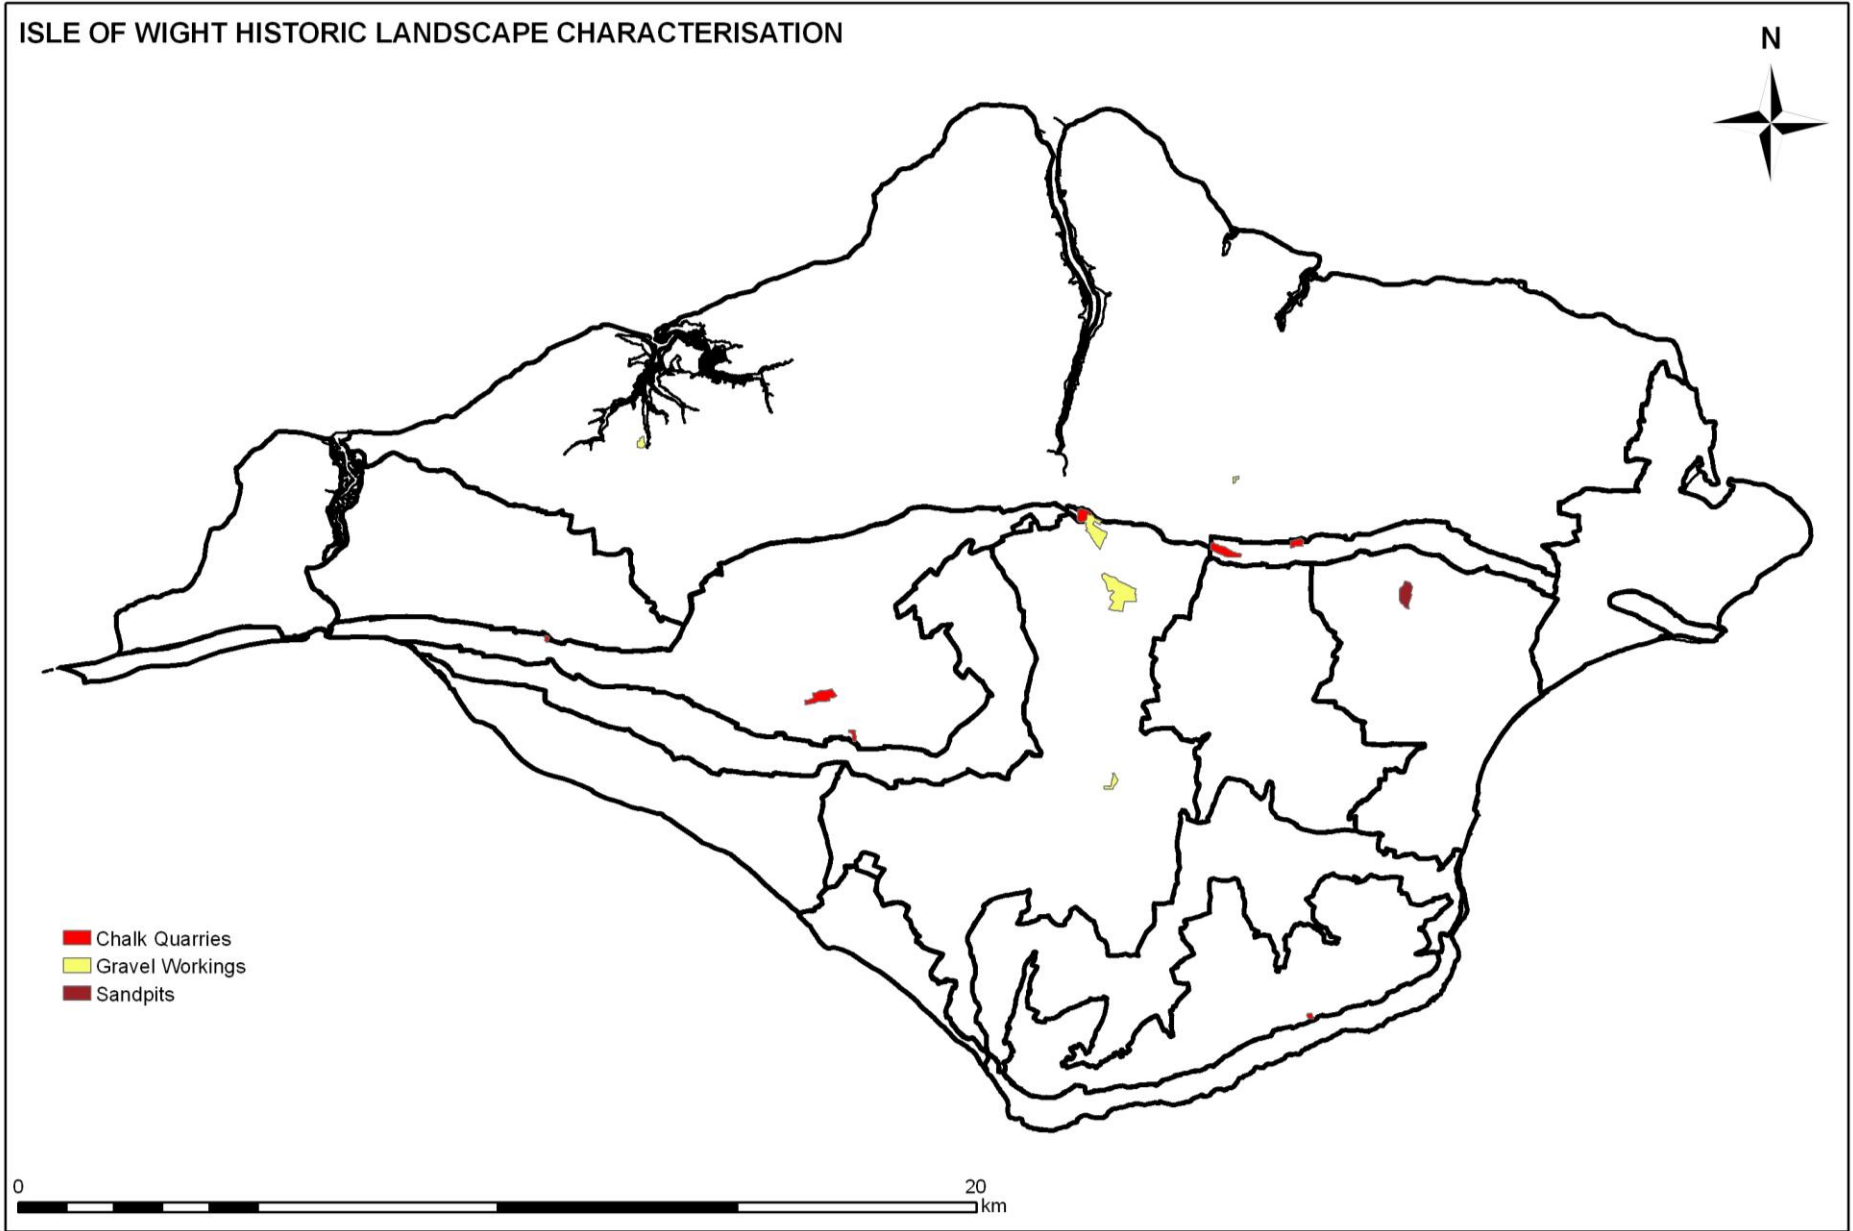 ISLE OF WIGHT HISTORIC LANDSCAPE CHARACTERISATION
N
Chalk Quarries
Gravel Workings
Sandpits
0 20
km